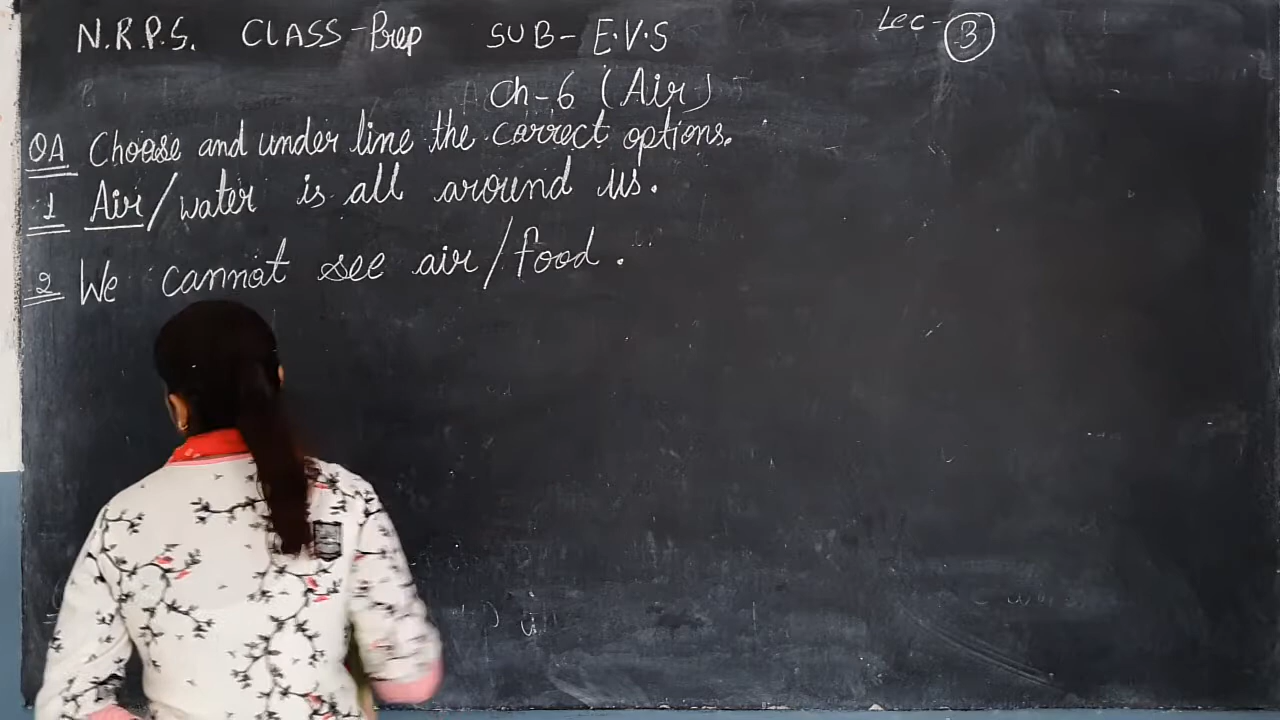 N.R.P.S. CLASS-Prep SUB- E.V.S Lec- 3
Ch-6 (Air)
QA Choose and under line the correct options.
1 Air/water is all around us.
2 We cannot see air/food.